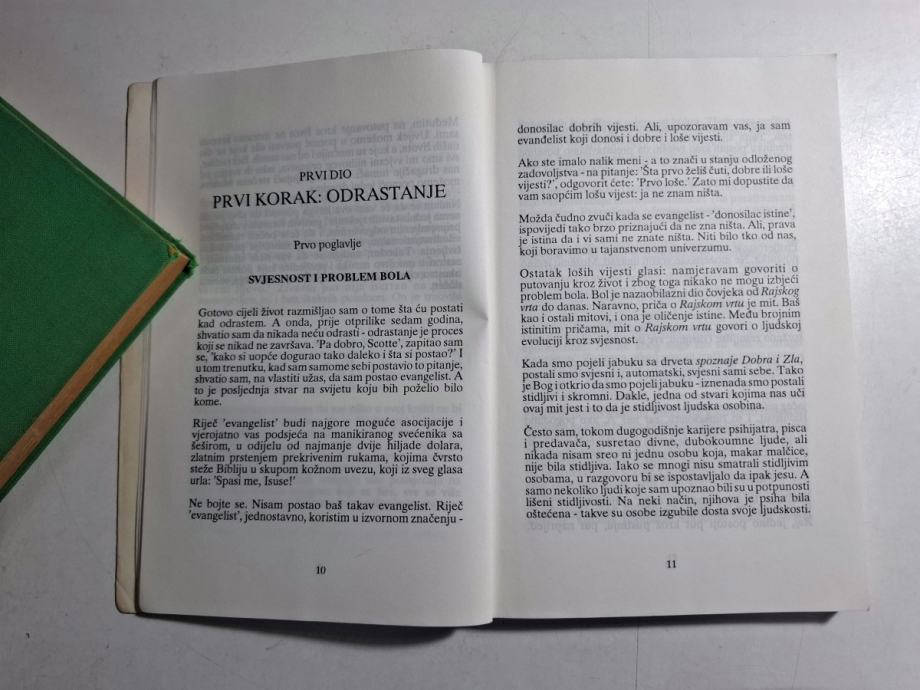 PRVI DIO
PRVI KORAK: ODRASTANJE
Prvo poglavlje
SVJESNOST I PROBLEM BOLA
Gotovo cijeli život razmišljao sam o tome šta ću postati
kad odrastem. A onda, prije otprilike sedam godina,
shvatio sam da nikada neću odrasti - odrastanje je proces
koji se nikad ne završava. 'Pa dobro, Scotte', zapitao sam
se, 'kako si uopće dogurao tako daleko i šta si postao?' I
u tom trenutku, kad sam samome sebi postavio to pitanje,
shvatio sam, na vlastiti užas, da sam postao evangelist. A
to je posljednja stvar na svijetu koju bih poželio bilo
kome.
Riječ 'evangelist' budi najgore moguće asocijacije i
vjerojatno vas podsjeća na manikiranog svećenika sa
šeširom, u odijelu od najmanje dvije hiljade dolara,
zlatnim prstenjem prekrivenim rukama, kojima čvrsto
steže Bibliju u skupom kožnom uvezu, koji iz sveg glasa
urla: 'Spasi me, Isuse!'
Ne bojte se. Nisam postao baš takav evangelist. Riječ
'evangelist', jednostavno, koristim u izvornom značenju -
10
donosilac dobrih vijesti. Ali, upozoravam vas, ja sam
evanđelist koji donosi i dobre i loše vijesti.
Ako ste imalo nalik meni - a to znači u stanju odloženog
zadovoljstva - na pitanje: 'Šta prvo želiš čuti, dobre ili loše
vijesti?', odgovorit ćete: 'Prvo loše.' Zato mi dopustite da
vam saopćim lošu vijest: ja ne znam ništa.
Možda čudno zvuči kada se evangelist - 'donosilac istine',
ispovijedi tako brzo priznajući da ne zna ništa. Ali, prava
je istina da i vi sami ne znate ništa. Niti bilo tko od nas,
koji boravimo u tajanstvenom univerzumu.
Ostatak loših vijesti glasi: namjeravam govoriti o
putovanju kroz život i zbog toga nikako ne mogu izbjeći
problem bola. Bol je nazaobilazni dio čovjeka od Rajskog
vrta do danas. Naravno, priča o Rajskom vrtu je mit. Baš
kao i ostali mitovi, i ona je oličenje istine. Među brojnim
istinitim pričama, mit o Rajskom vrtu govori o ljudskoj
evoluciji kroz svjesnost.
Kada smo pojeli jabuku sa drveta spoznaje Dobra i Zla,
postali smo svjesni i, automatski, svjesni sami sebe. Tako
je Bog i otkrio da smo pojeli jabuku - iznenada smo postali
stidljivi i skromni. Dakle, jedna od stvari kojima nas uči
ovaj mit jest i to da je stidljivost ljudska osobina.
Često sam, tokom dugogodišnje karijere psihijatra, pisca
i predavača, susretao divne, dubokoumne ljude, ali
nikada nisam sreo ni jednu osobu koja, makar malčice,
nije bila stidljiva. Iako se mnogi nisu smatrali stidljivim
osobama, u razgovoru bi se ispostavljalo da ipak jesu. A
samo nekoliko ljudi koje sam upoznao bili su u potpunosti
lišeni stidljivosti. Na neki način, njihova je psiha bila
oštećena - takve su osobe izgubile dosta svoje ljudskosti.
11